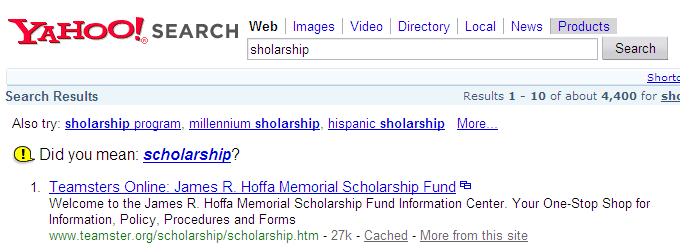 YAHOO! SEARCH
Web | Images | Video | Directory | Local | News | Products
sholarship Search
Shortc
Search Results Results 1 - 10 of about 4,400 for sho
Also try: sholarship program, millennium sholarship, hispanic sholarship More...
Did you mean: scholarship?
1. Teamsters Online: James R. Hoffa Memorial Scholarship Fund
Welcome to the James R. Hoffa Memorial Scholarship Fund Information Center. Your One-Stop Shop for
Information, Policy, Procedures and Forms
www.teamster.org/scholarship/scholarship.htm - 27k - Cached - More from this site